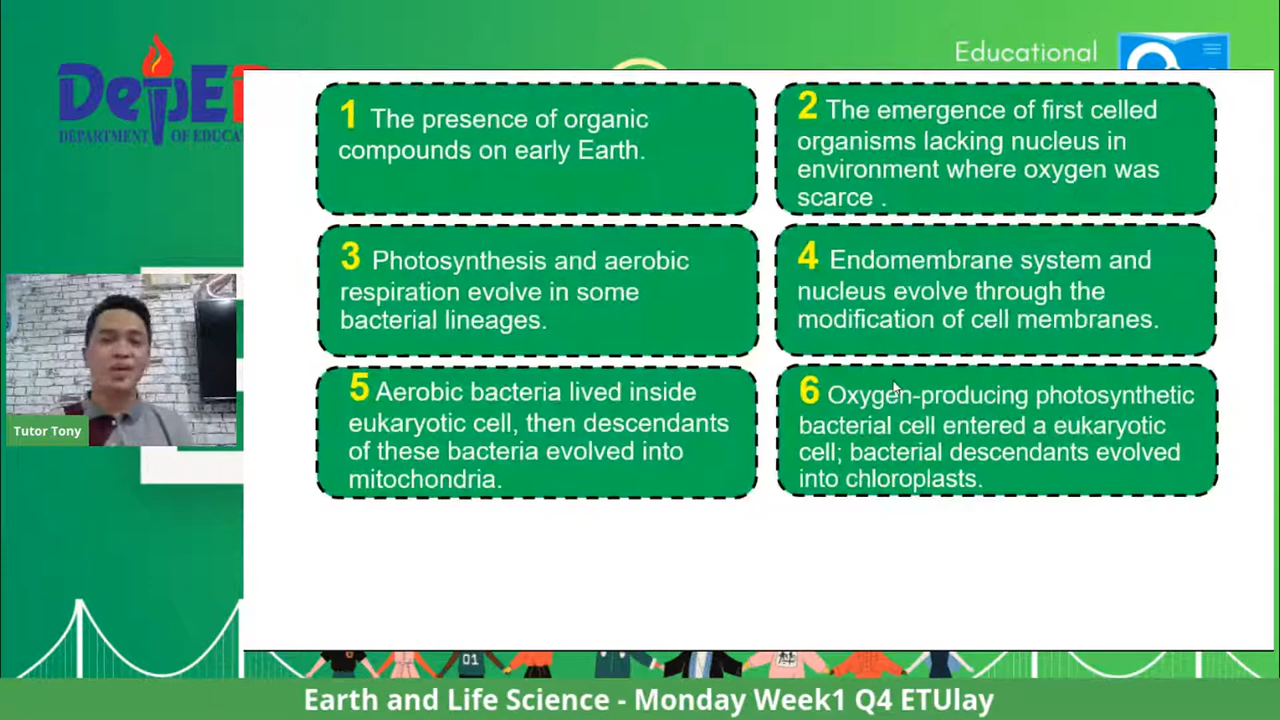 DepED
DEPARTMENT OF EDUCA
Educational
1 The presence of organic
compounds on early Earth.
2 The emergence of first celled
organisms lacking nucleus in
environment where oxygen was
scarce .
3 Photosynthesis and aerobic
respiration evolve in some
bacterial lineages.
4 Endomembrane system and
nucleus evolve through the
modification of cell membranes.
5 Aerobic bacteria lived inside
eukaryotic cell, then descendants
of these bacteria evolved into
mitochondria.
6 Oxygen-producing photosynthetic
bacterial cell entered a eukaryotic
cell; bacterial descendants evolved
into chloroplasts.
Tutor Tony
01
Earth and Life Science - Monday Week1 Q4 ETUlay